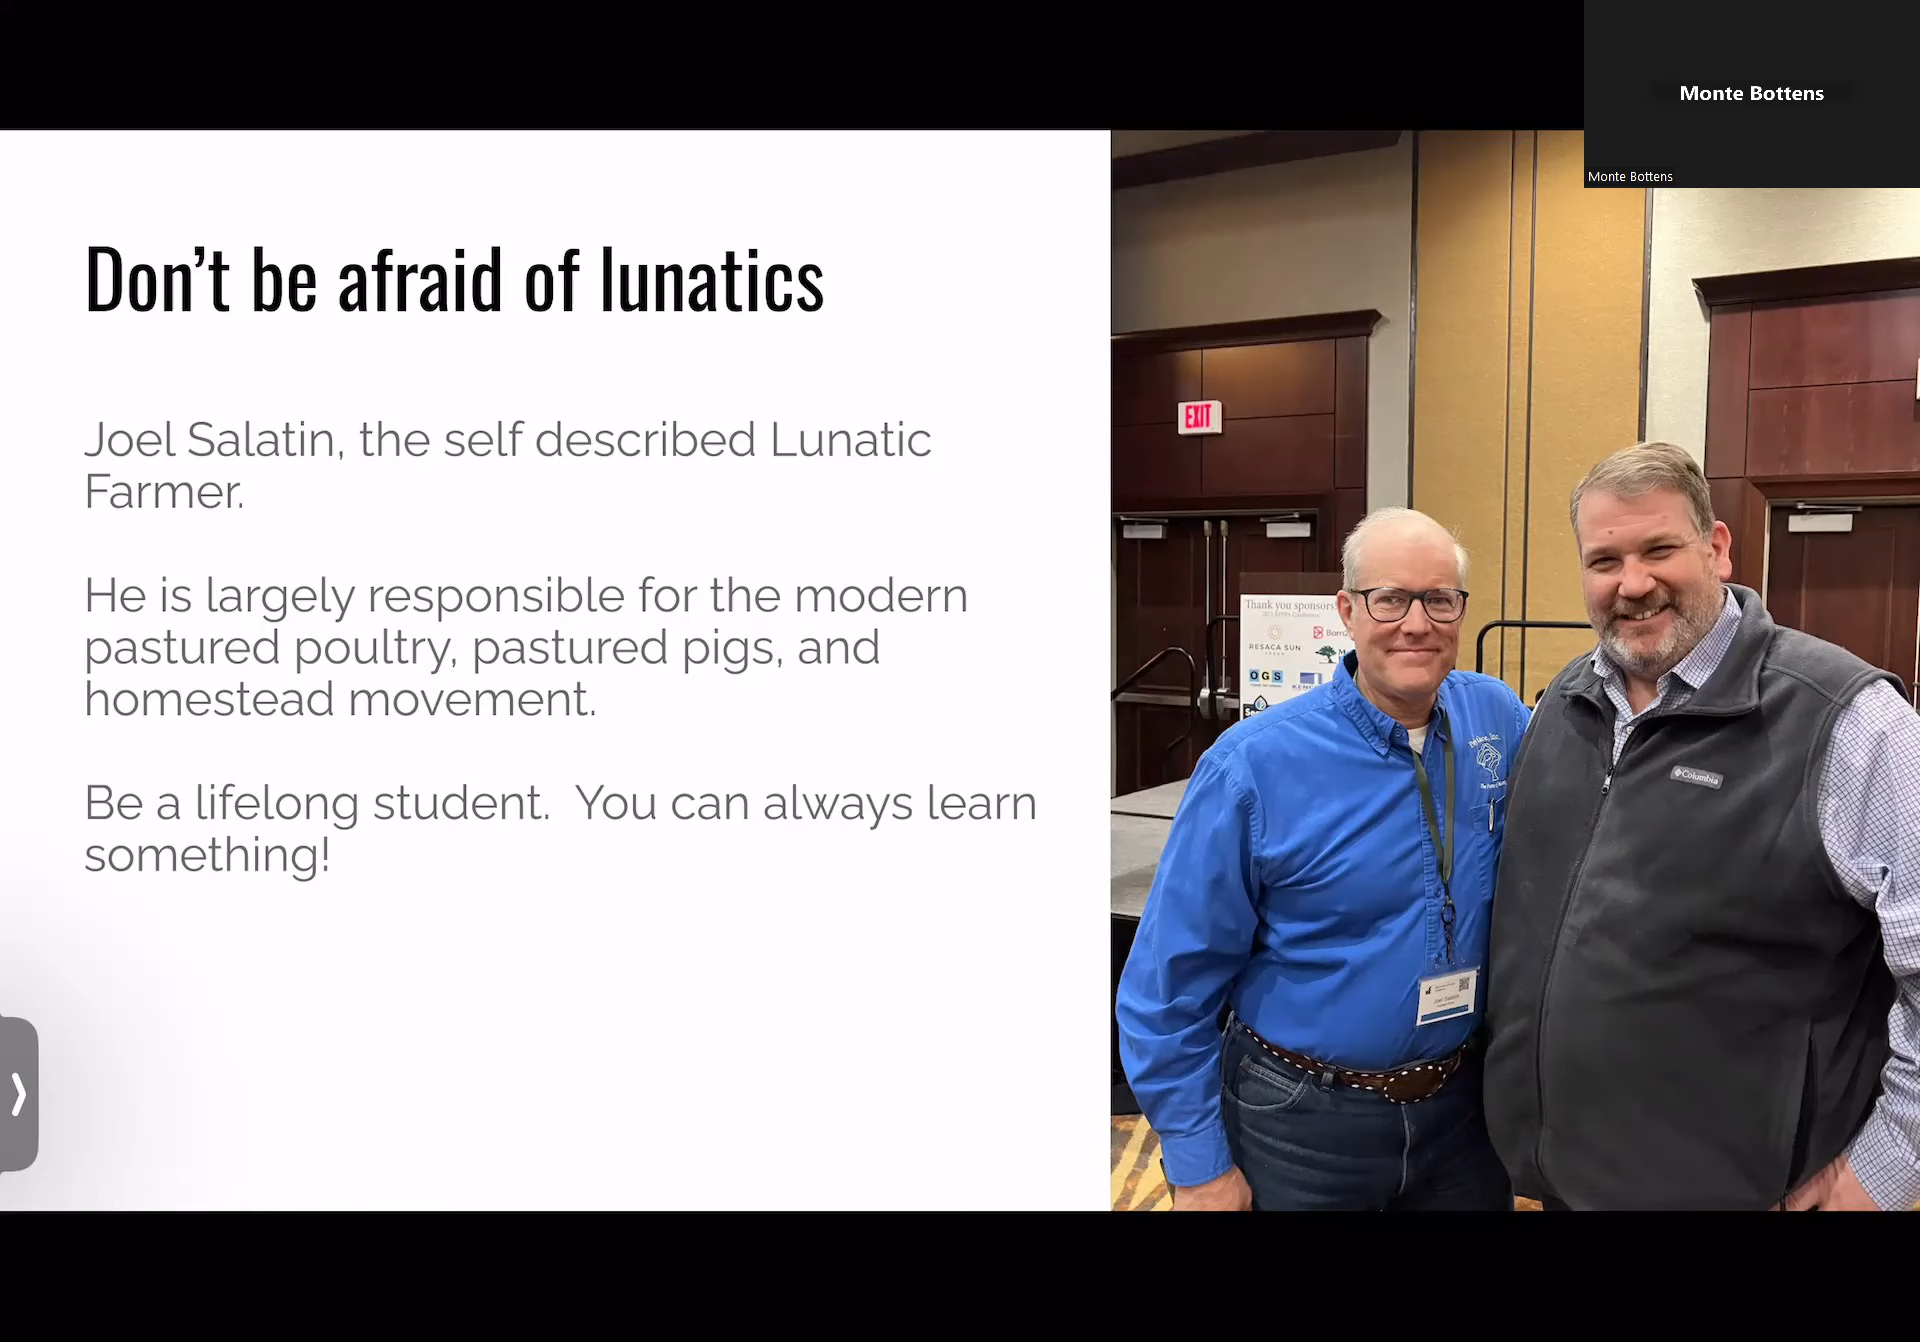 Monte Bottens
Monte Bottens
Don’t be afraid of lunatics
Joel Salatin, the self described Lunatic
Farmer.
He is largely responsible for the modern
pastured poultry, pastured pigs, and
homestead movement.
Be a lifelong student.  You can always learn
something!
EXIT
Thank you sponsors!
RESACA SUN
OGS
Columbia
Joel Salatin